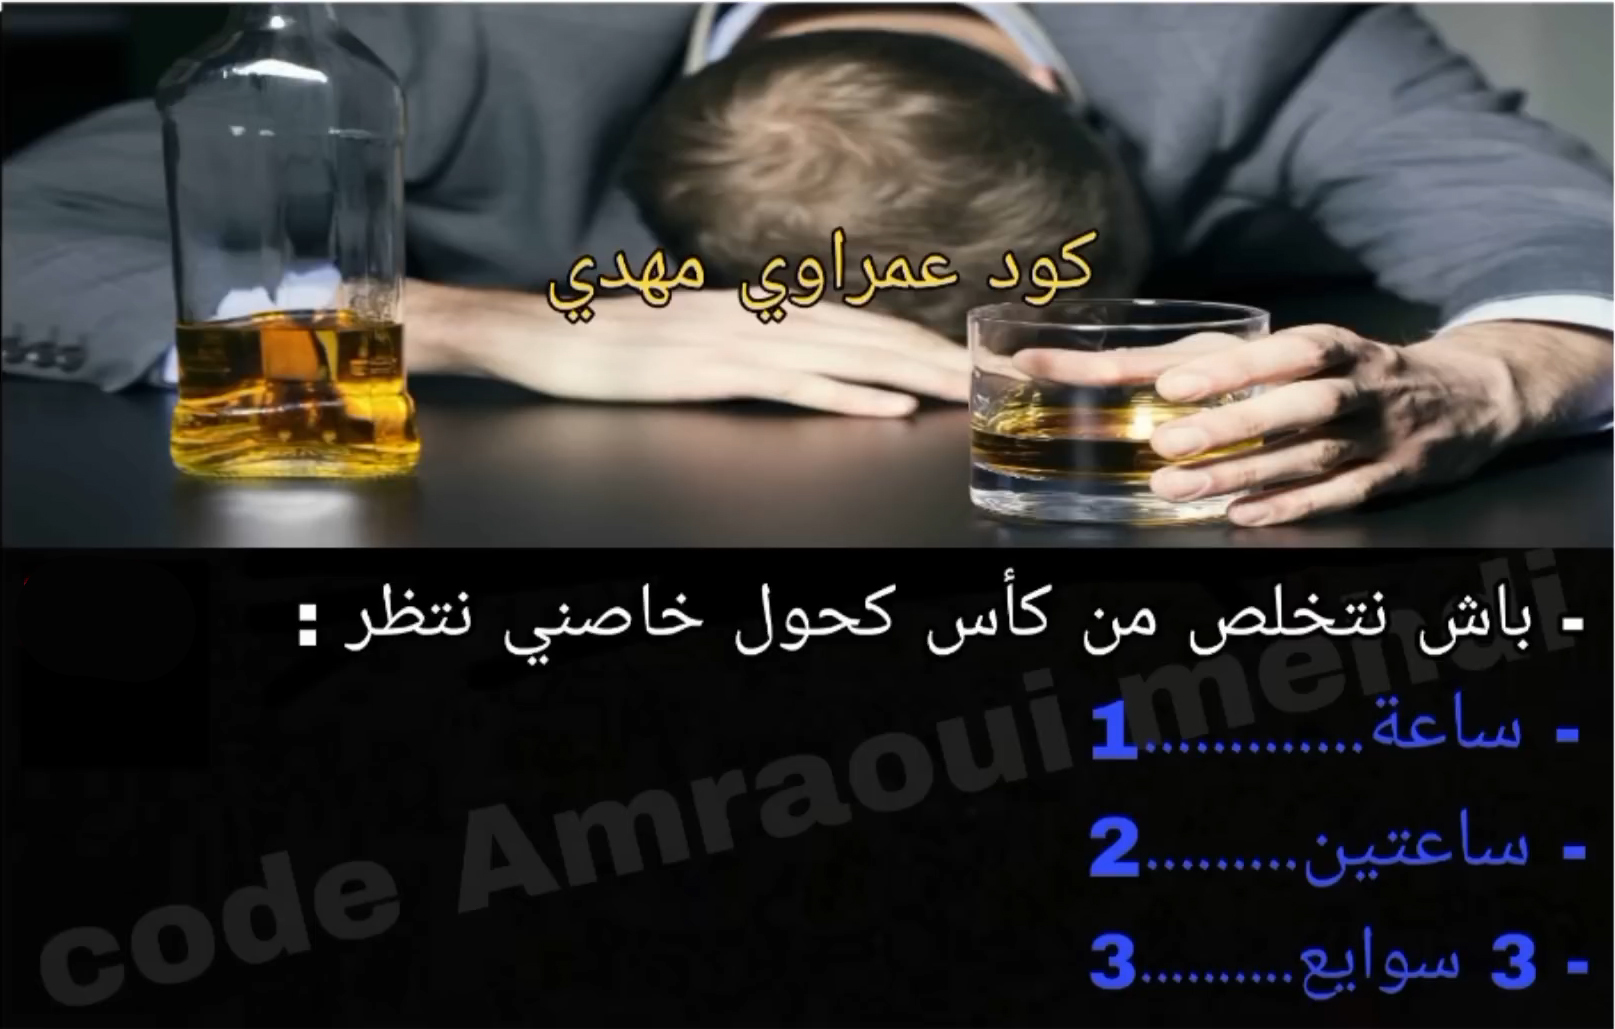 كود عمراوي مهدي
- باش نتخلص من كأس كحول خاصني نتظر :
- ساعة.............1
- ساعتين.........2
- 3 سوايع..........3
code Amraoui mehdi